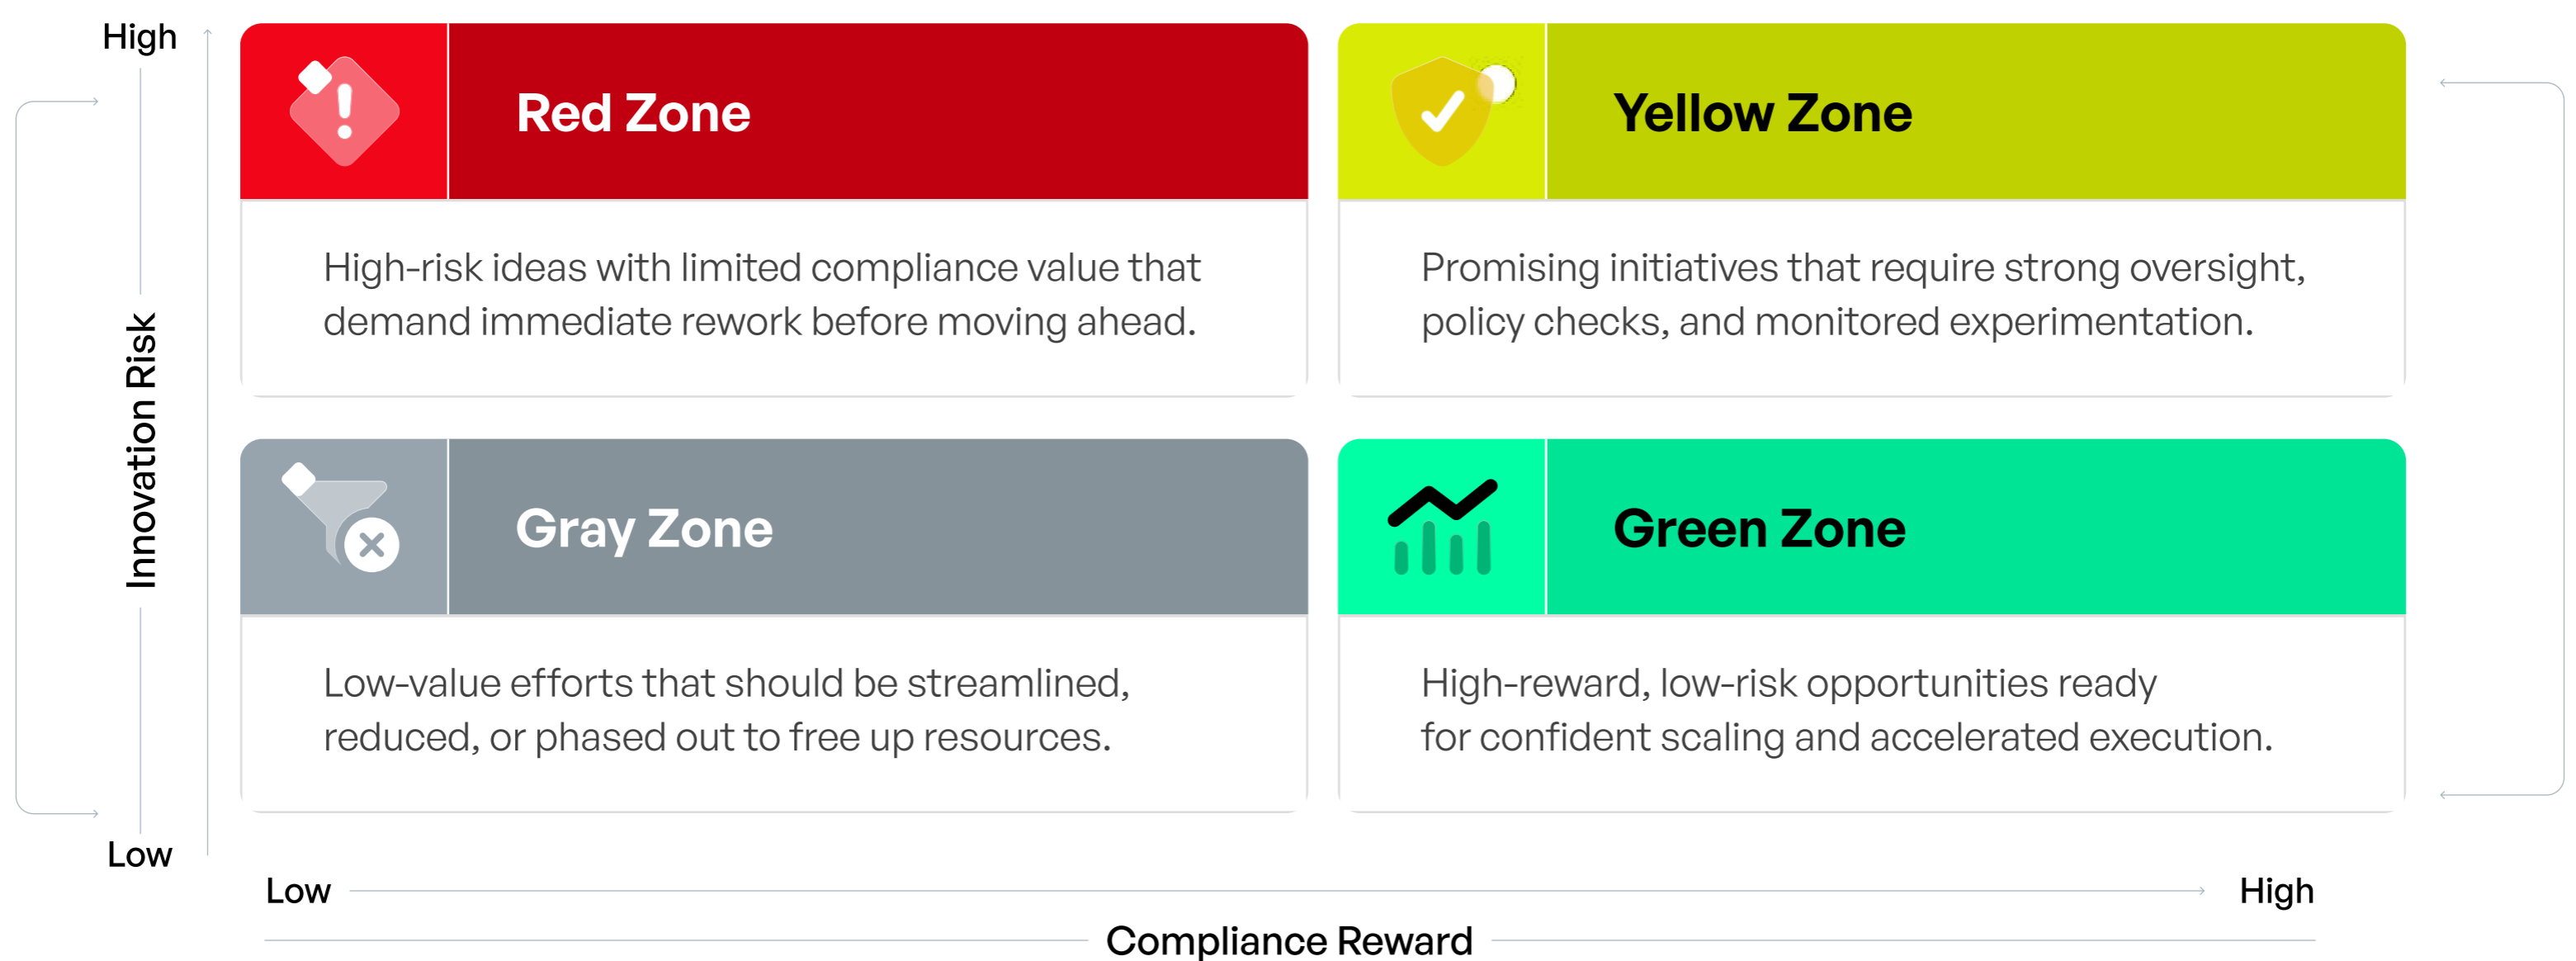 High
Red Zone
Yellow Zone
High-risk ideas with limited compliance value that
demand immediate rework before moving ahead.
Promising initiatives that require strong oversight,
policy checks, and monitored experimentation.
Innovation Risk
Gray Zone
Green Zone
Low-value efforts that should be streamlined,
reduced, or phased out to free up resources.
High-reward, low-risk opportunities ready
for confident scaling and accelerated execution.
Low
Low
High
Compliance Reward